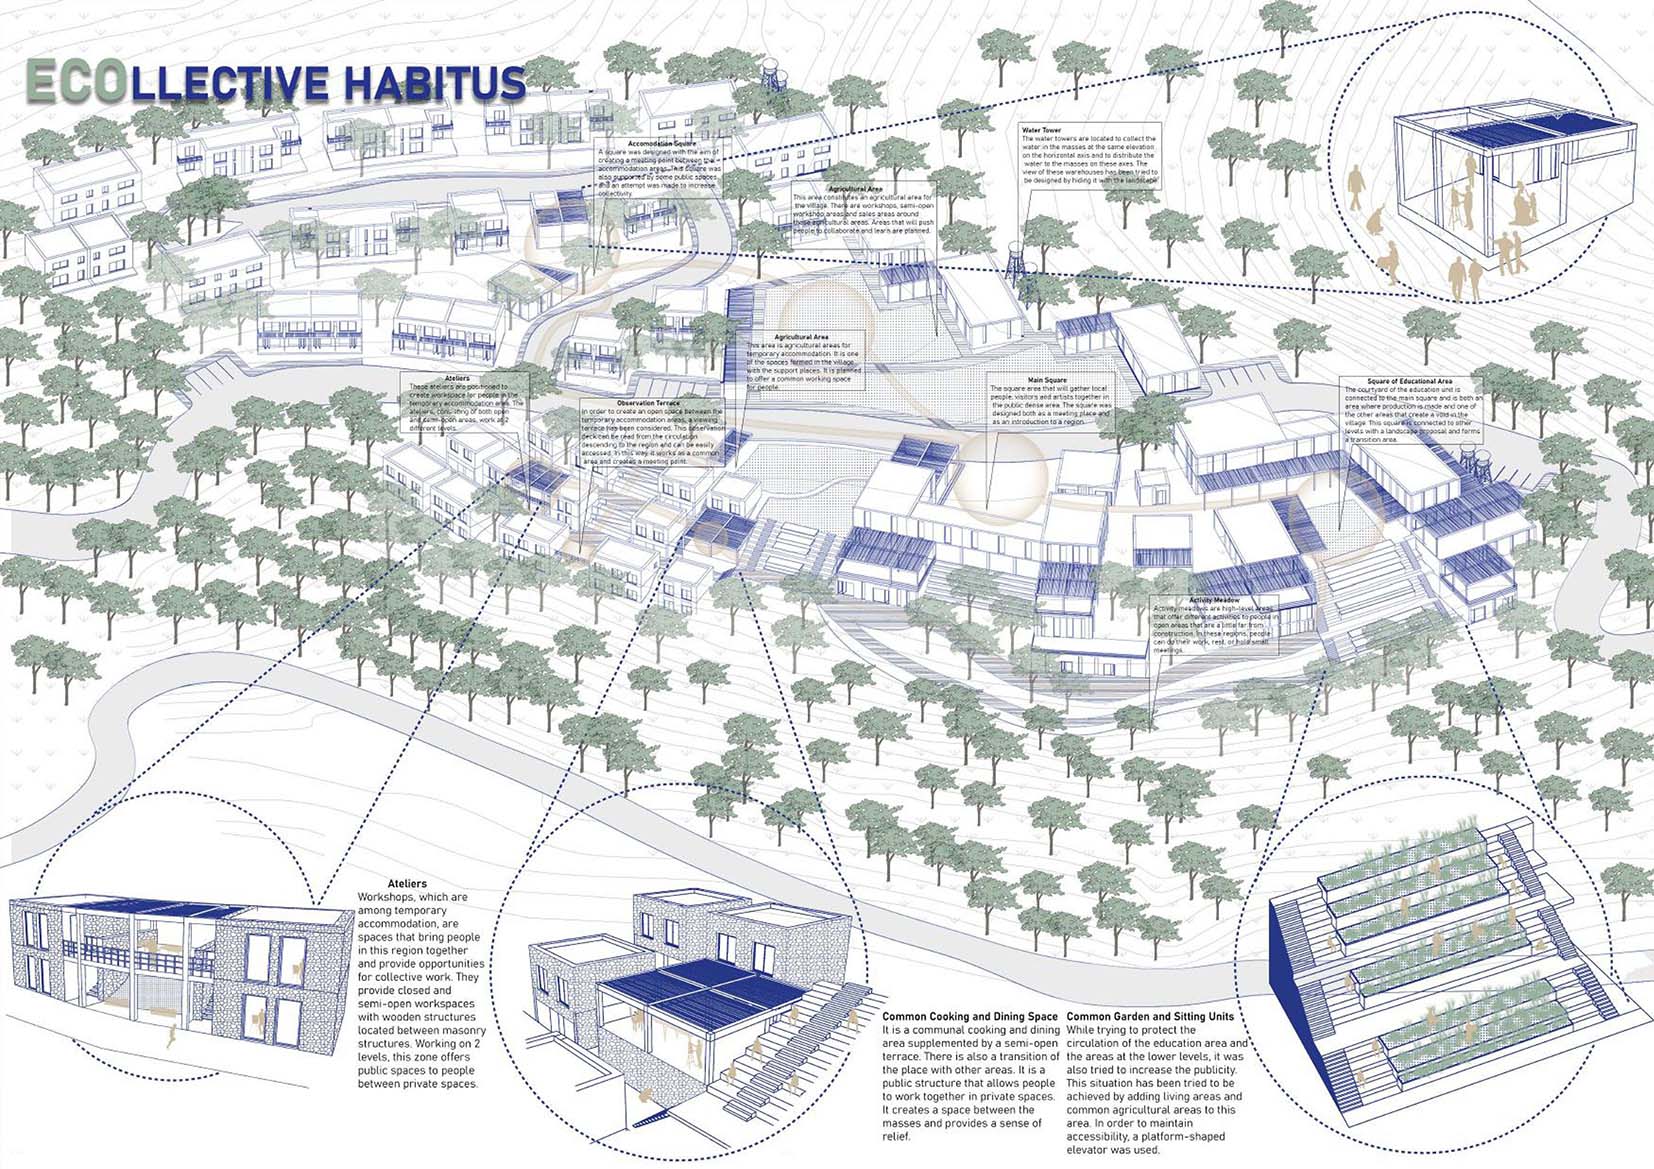 ECOLLECTIVE HABITUS
Accomodation Square
A square was designed with the aim of
creating a meeting point between the
accommodation areas. This square was
also supported by some public spaces
and an attempt was made to increase
collectivity.
Agricultural Area
This area constitutes an agricultural area for
the village. There are workshops, semi-open
workshop areas and sales areas around
these agricultural areas. Areas that will push
people to collaborate and learn are planned.
Water Tower
The water towers are located to collect the
water in the masses at the same elevation
on the horizontal axis and to distribute the
water to the masses on these axes. The
view of these warehouses has been tried to
be designed by hiding it with the landscape
Agricultural Area
This area is agricultural areas for
temporary accommodation. It is one
of the spaces formed in the village
with the support places. It is planned
to offer a common working space
for people.
Ateliers
These ateliers are positioned to
create workspace for people in the
temporary accommodation area. The
ateliers, consisting of both open
and semi-open areas, work at 2
different levels.
Observation Terrace
In order to create an open space between the
temporary accommodation areas, a viewing
terrace has been considered. This observation
deck can be read from the circulation
descending to the region and can be easily
accessed. In this way, it works as a common
area and creates a meeting point.
Main Square
The square area that will gather local
people, visitors and artists together in
the public dense area. The square was
designed both as a meeting place and
as an introduction to a region.
Square of Educational Area
The courtyard of the education unit is
connected to the main square and is both an
area where production is made and one of
the other areas that create a void in the
village. This square is connected to other
levels with a landscape proposal and forms
a transition area.
Activity Meadow
Activity meadows are high-level areas
that offer different activities to people in
open areas that are a little far from
construction. In these regions, people
can do their work, rest, or hold small
meetings.
Ateliers
Workshops, which are
among temporary
accommodation, are
spaces that bring people
in this region together
and provide opportunities
for collective work. They
provide closed and
semi-open workspaces
with wooden structures
located between masonry
structures. Working on 2
levels, this zone offers
public spaces to people
between private spaces.
Common Cooking and Dining Space
It is a communal cooking and dining
area supplemented by a semi-open
terrace. There is also a transition of
the place with other areas. It is a
public structure that allows people
to work together in private spaces.
It creates a space between the
masses and provides a sense of
relief.
Common Garden and Sitting Units
While trying to protect the
circulation of the education area and
the areas at the lower levels, it was
also tried to increase the publicity.
This situation has been tried to be
achieved by adding living areas and
common agricultural areas to this
area. In order to maintain
accessibility, a platform-shaped
elevator was used.